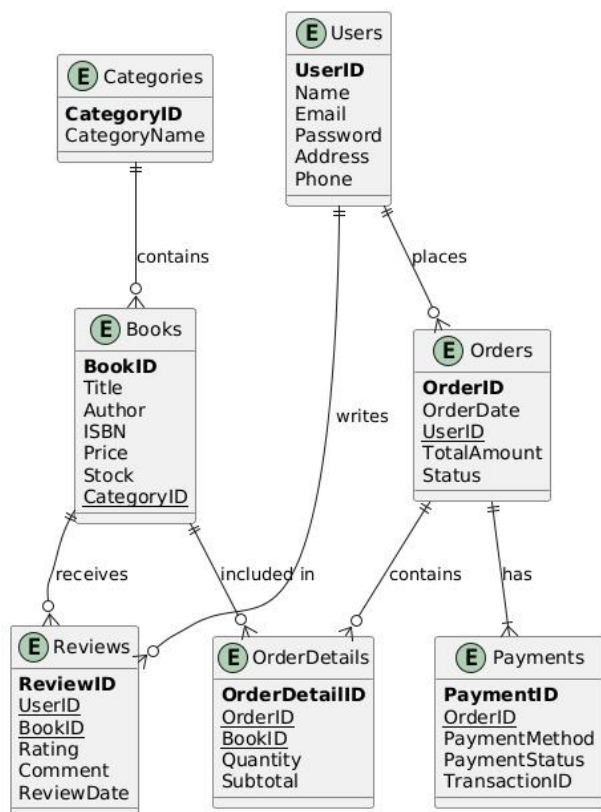 E Users
UserID
Name
Email
Password
Address
Phone
E Categories
CategoryID
CategoryName
contains
places
E Books
BookID
Title
Author
ISBN
Price
Stock
CategoryID
E Orders
OrderID
OrderDate
UserID
TotalAmount
Status
writes
receives
included in
contains
has
E Reviews
ReviewID
UserID
BookID
Rating
Comment
ReviewDate
E OrderDetails
OrderDetailID
OrderID
BookID
Quantity
Subtotal
E Payments
PaymentID
OrderID
PaymentMethod
PaymentStatus
TransactionID